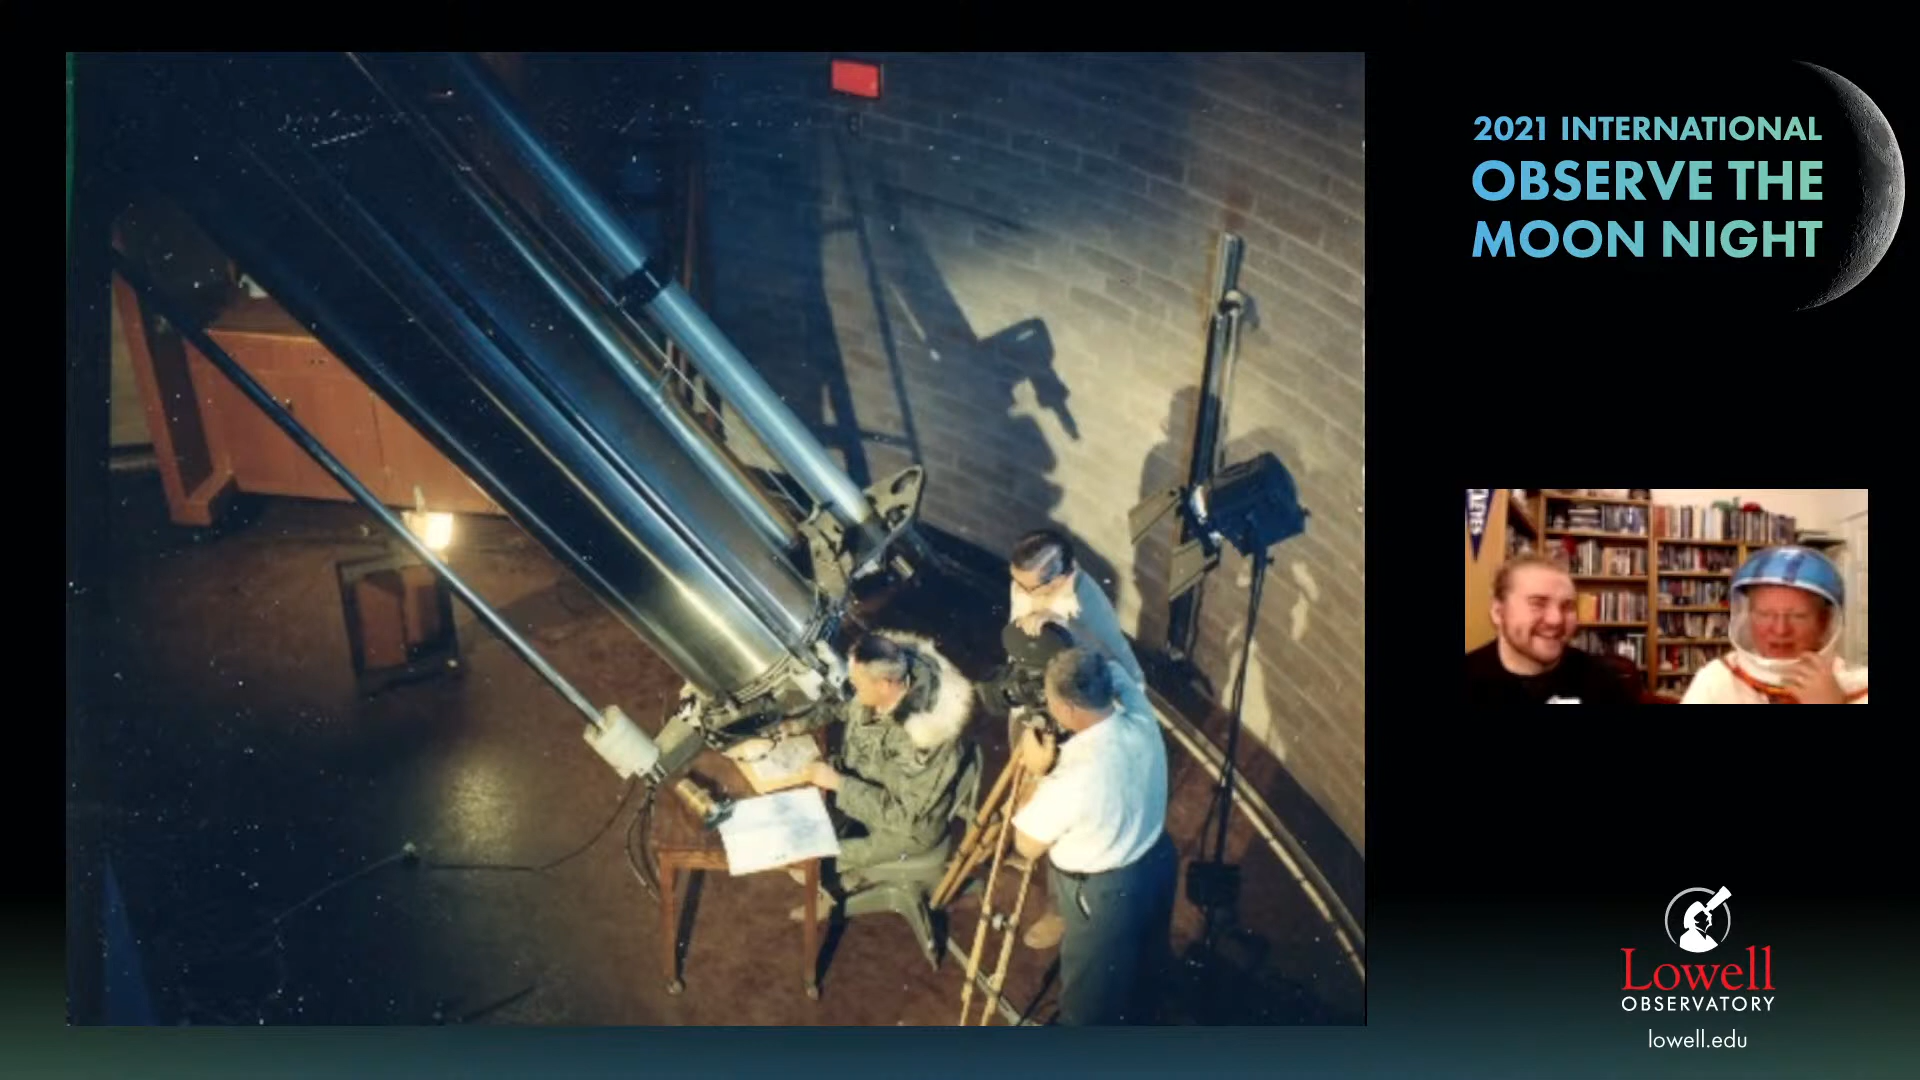 2021 INTERNATIONAL
OBSERVE THE
MOON NIGHT
Lowell
OBSERVATORY
lowell.edu